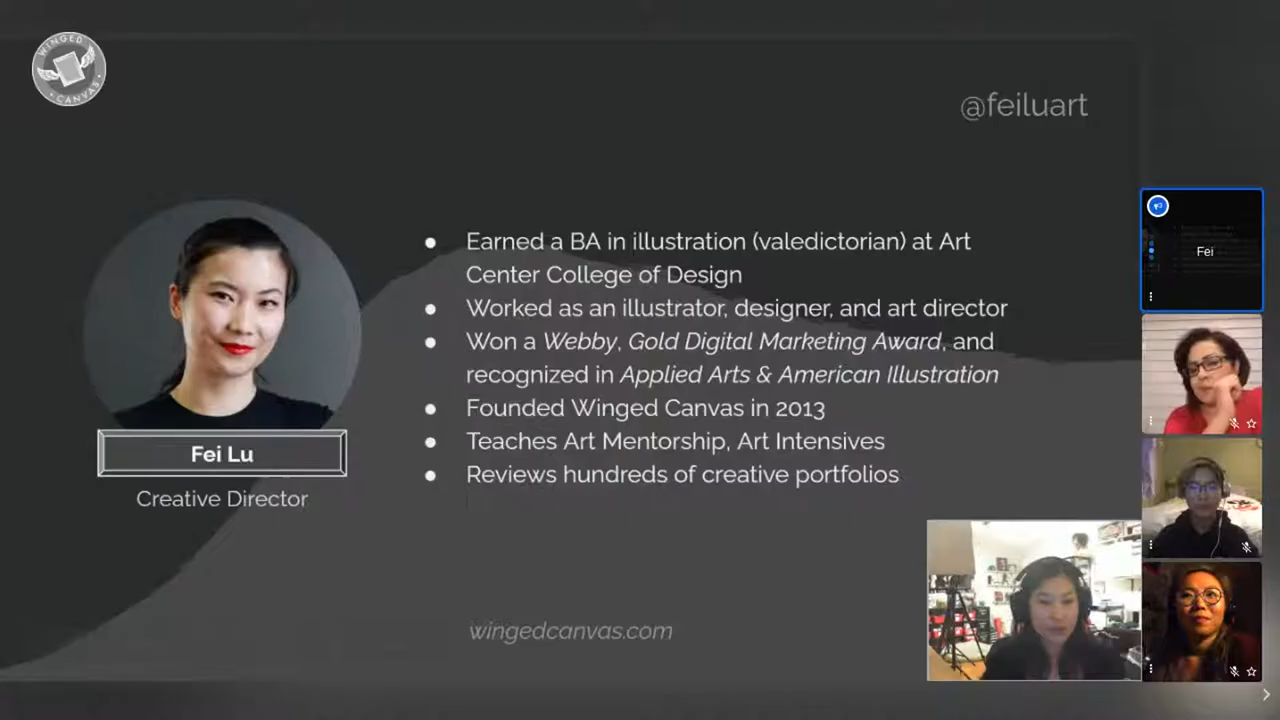 WINGED
CANVAS
@feiluart
● Earned a BA in illustration (valedictorian) at Art
Center College of Design
● Worked as an illustrator, designer, and art director
● Won a Webby, Gold Digital Marketing Award, and
recognized in Applied Arts & American Illustration
● Founded Winged Canvas in 2013
● Teaches Art Mentorship, Art Intensives
● Reviews hundreds of creative portfolios
Fei Lu
Creative Director
wingedcanvas.com
Fei